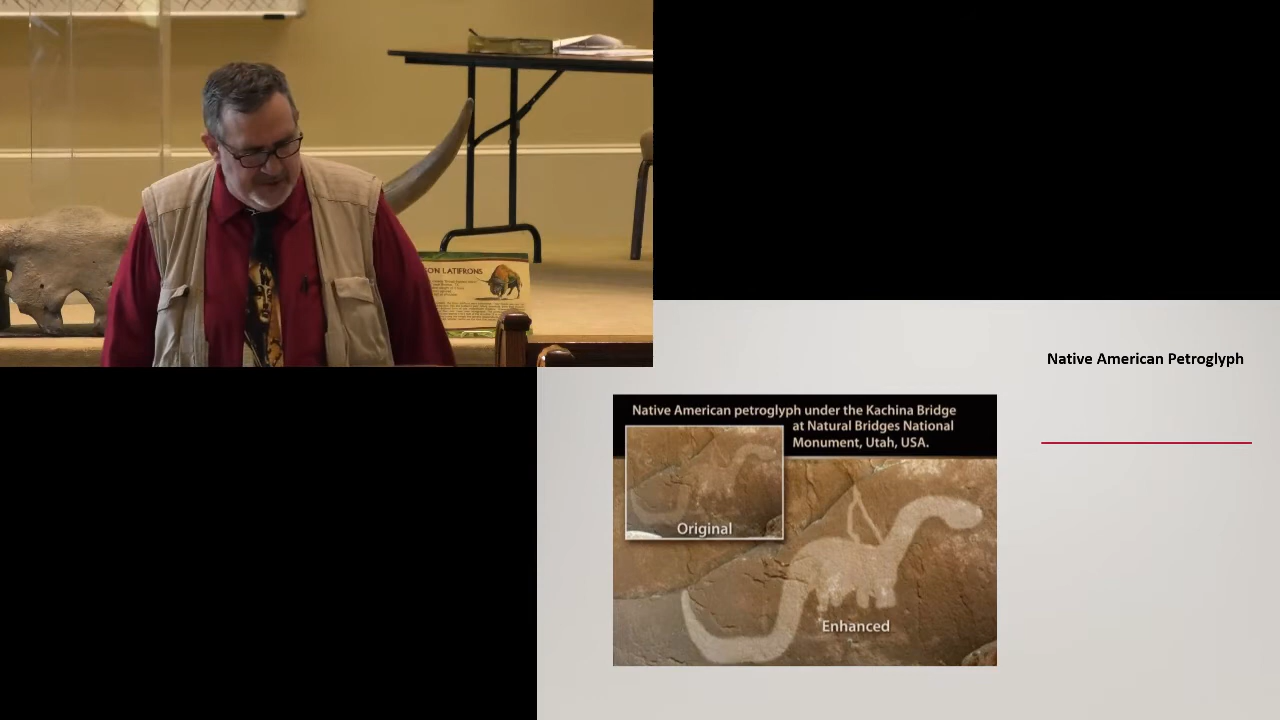 SON LATIFRONS
Native American Petroglyph
Native American petroglyph under the Kachina Bridge
at Natural Bridges National
Monument, Utah, USA.
Original
Enhanced